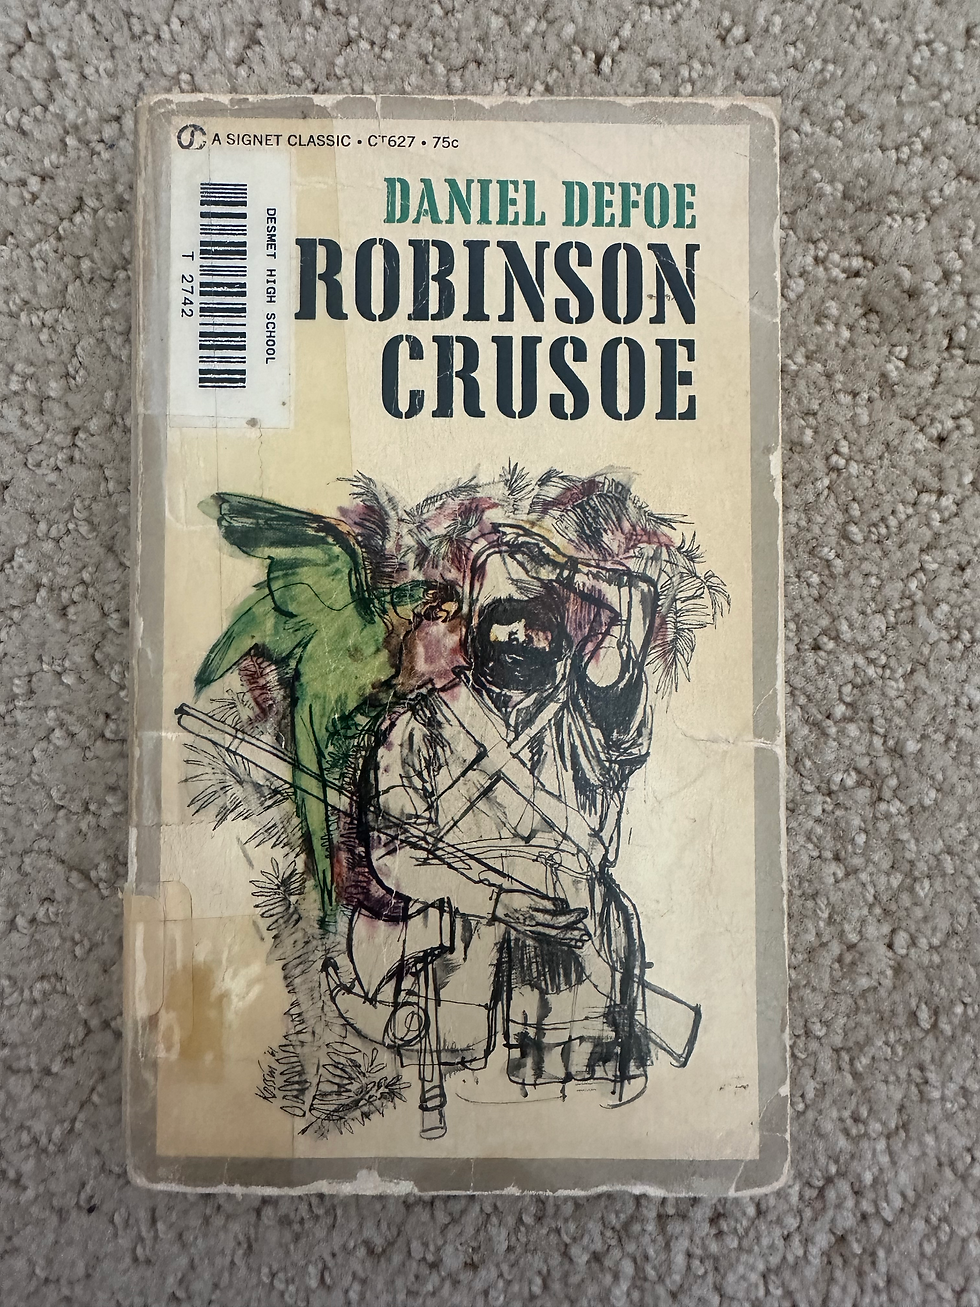 A SIGNET CLASSIC • CT627 • 75c
DESMET HIGH SCHOOL
T 2742
DANIEL DEFOE
ROBINSON
CRUSOE